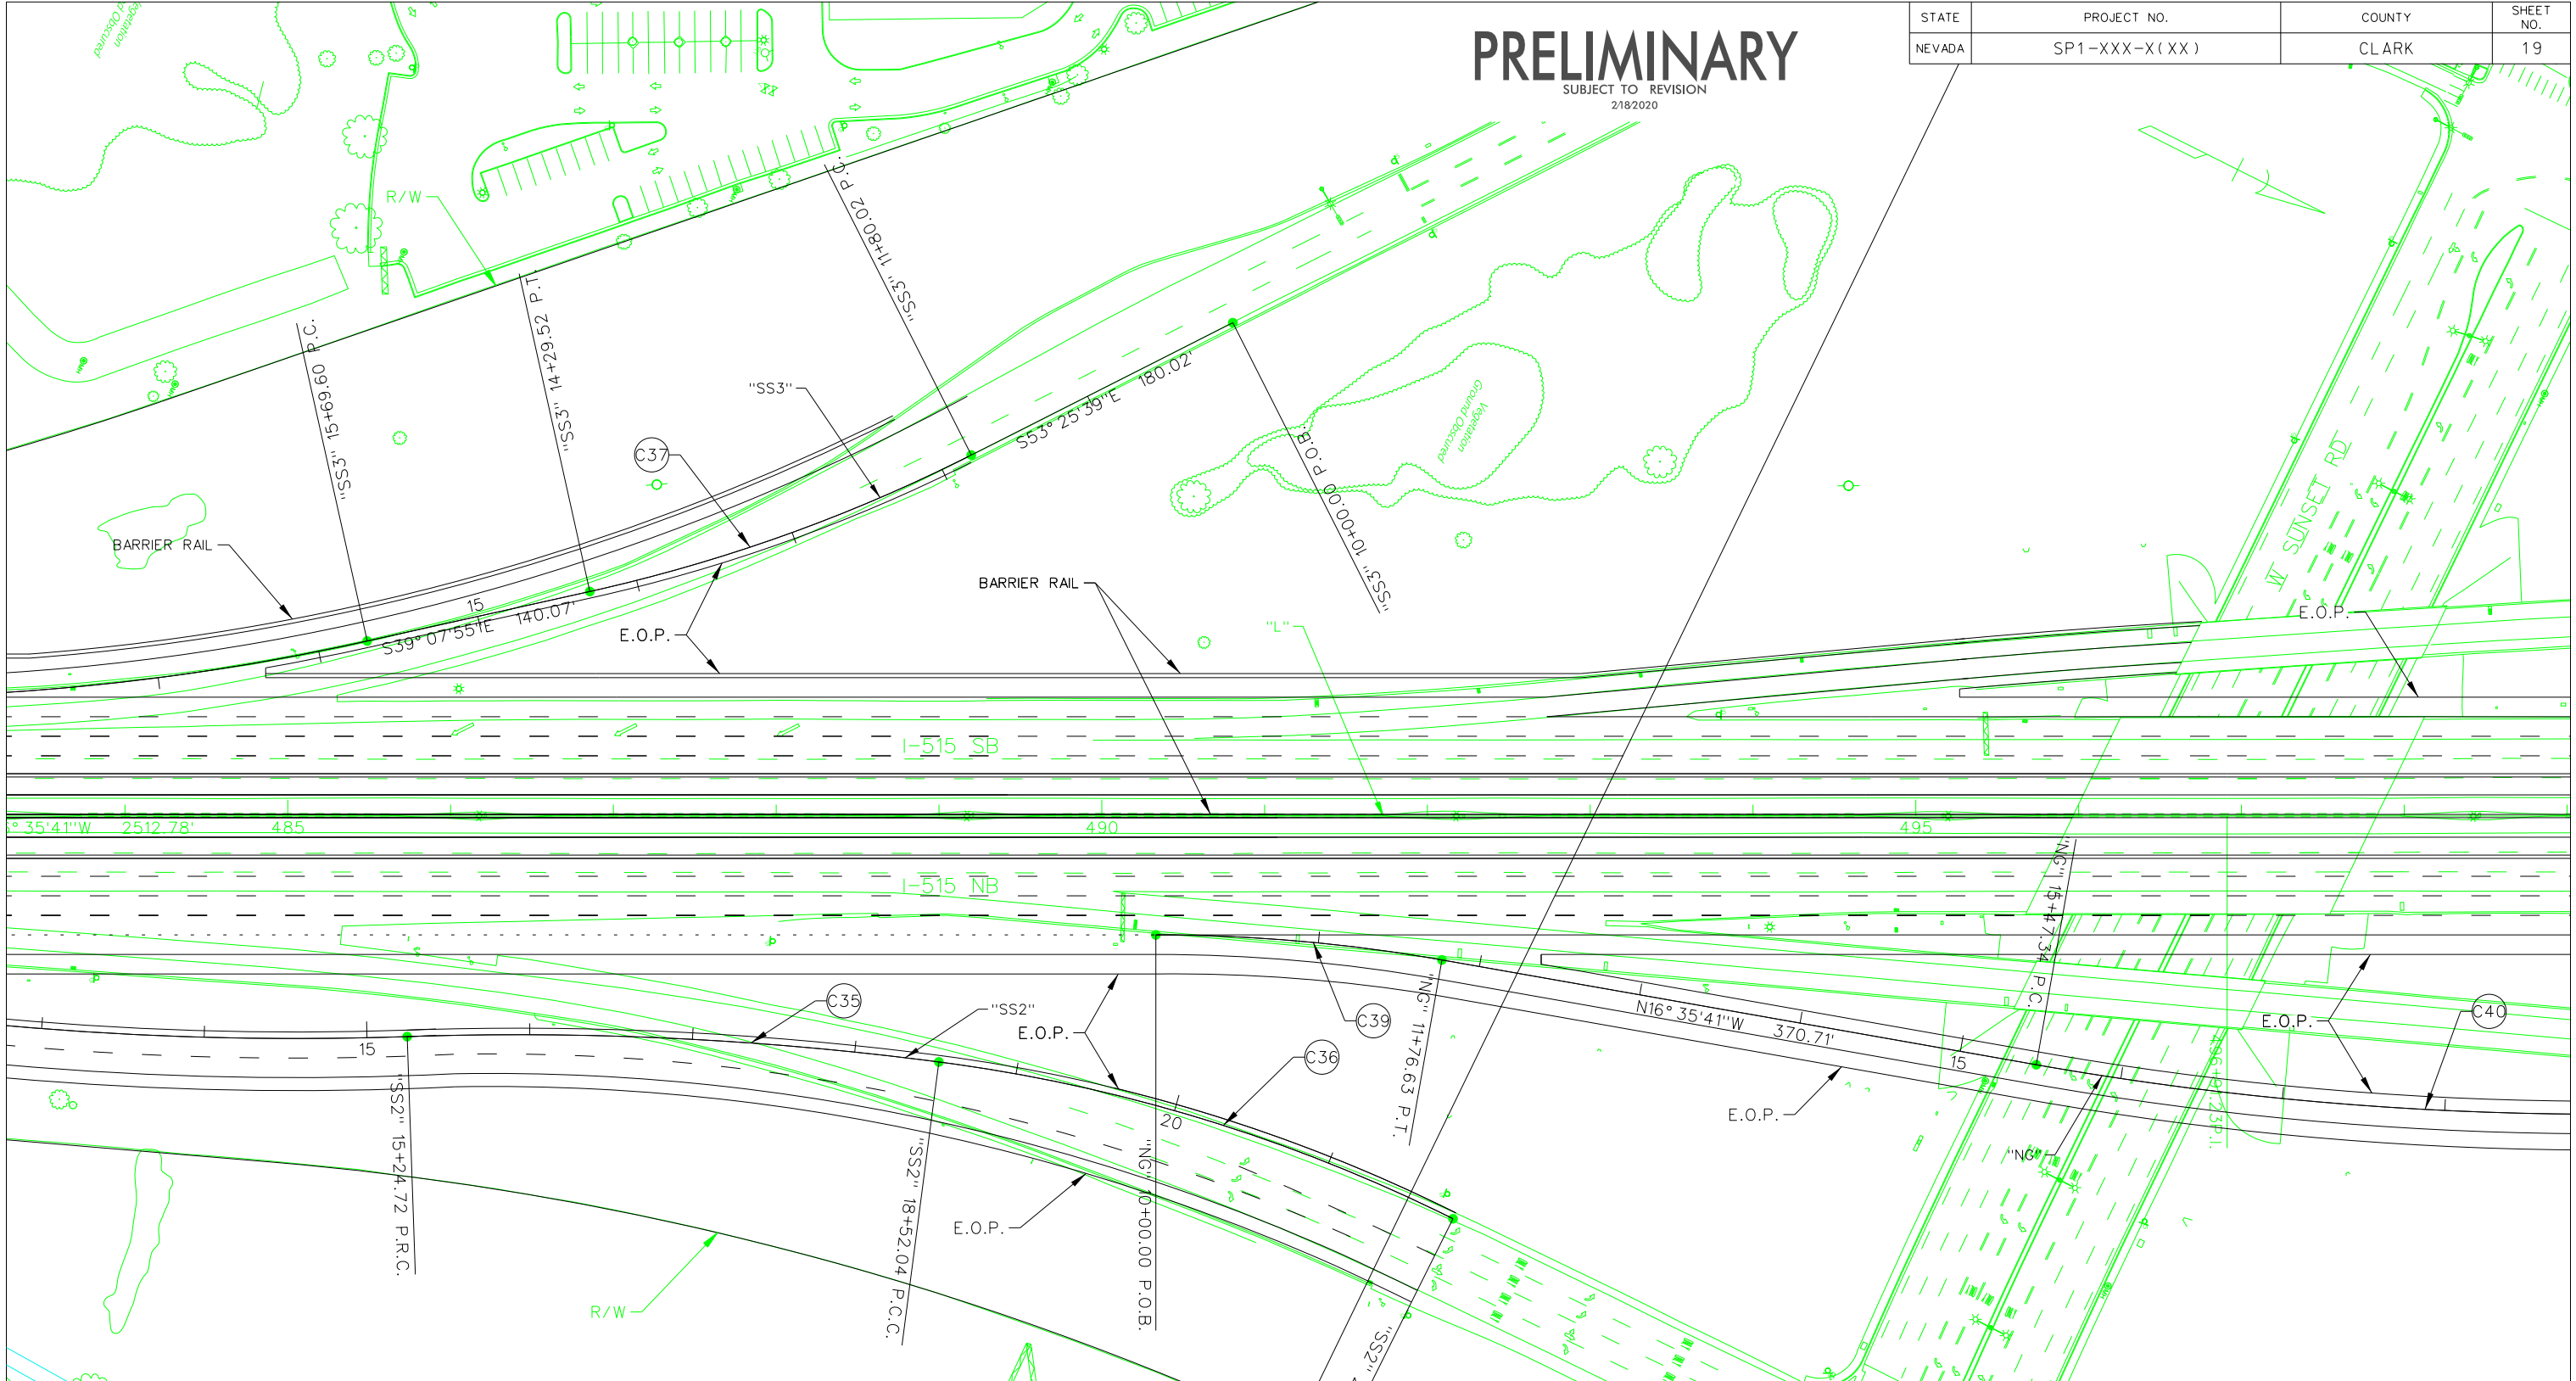 STATE PROJECT NO. COUNTY SHEET NO.
NEVADA SP1-XXX-X(XX) CLARK 19
PRELIMINARY
SUBJECT TO REVISION
2/18/2020
Vegetation
Ground Obscured
R/W
"SS3" 15+69.60 P.C.
"SS3" 14+29.52 P.T.
"SS3" 11+80.02 P.C.
"SS3"
C37
S53° 25'39"E 180.02'
"SS3" 10+00.00 P.O.B.
Vegetation
Ground Obscured
W SUNSET RD
BARRIER RAIL
15
S39° 07'55"E 140.07'
E.O.P.
BARRIER RAIL
"L"
E.O.P.
I-515 SB
35'41"W 2512.78'
485
490
495
I-515 NB
"NG" 15+47.34 P.C.
C35
"SS2"
E.O.P.
C39
C36
"NG" 11+76.63 P.T.
N16° 35'41"W 370.71'
15
E.O.P.
C40
15
"SS2" 15+24.72 P.R.C.
"SS2" 18+52.04 P.C.C.
20
"NG" 10+00.00 P.O.B.
E.O.P.
"NG"
E.O.P.
R/W
"SS2"